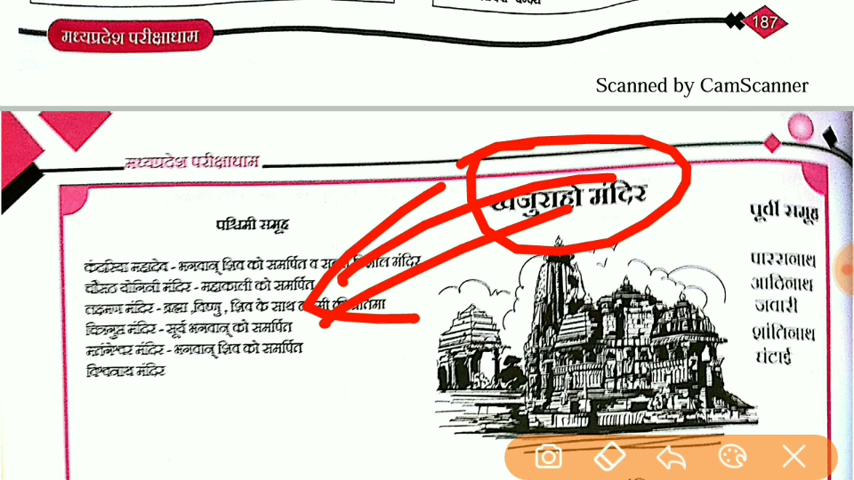 187
मध्यप्रदेश परीक्षाधाम
Scanned by CamScanner
मध्यप्रदेश परीक्षाधाम
खजुराहो मंदिर
पश्चिमी समूह
कंदरिया महादेव - भगवान् शिव को समर्पित व विशाल मंदिर
चौसठ योगिनी मंदिर - महाकाली को समर्पित
लक्ष्मण मंदिर - ब्रह्मा ,विष्णु , शिव के साथ
चित्रगुप्त मंदिर - सूर्य भगवान् को समर्पित
मतंगेश्वर मंदिर - भगवान् शिव को समर्पित
विश्वनाथ मंदिर
पूर्वी समूह
पारसनाथ
आदिनाथ
जवारी
शांतिनाथ
घंटाई